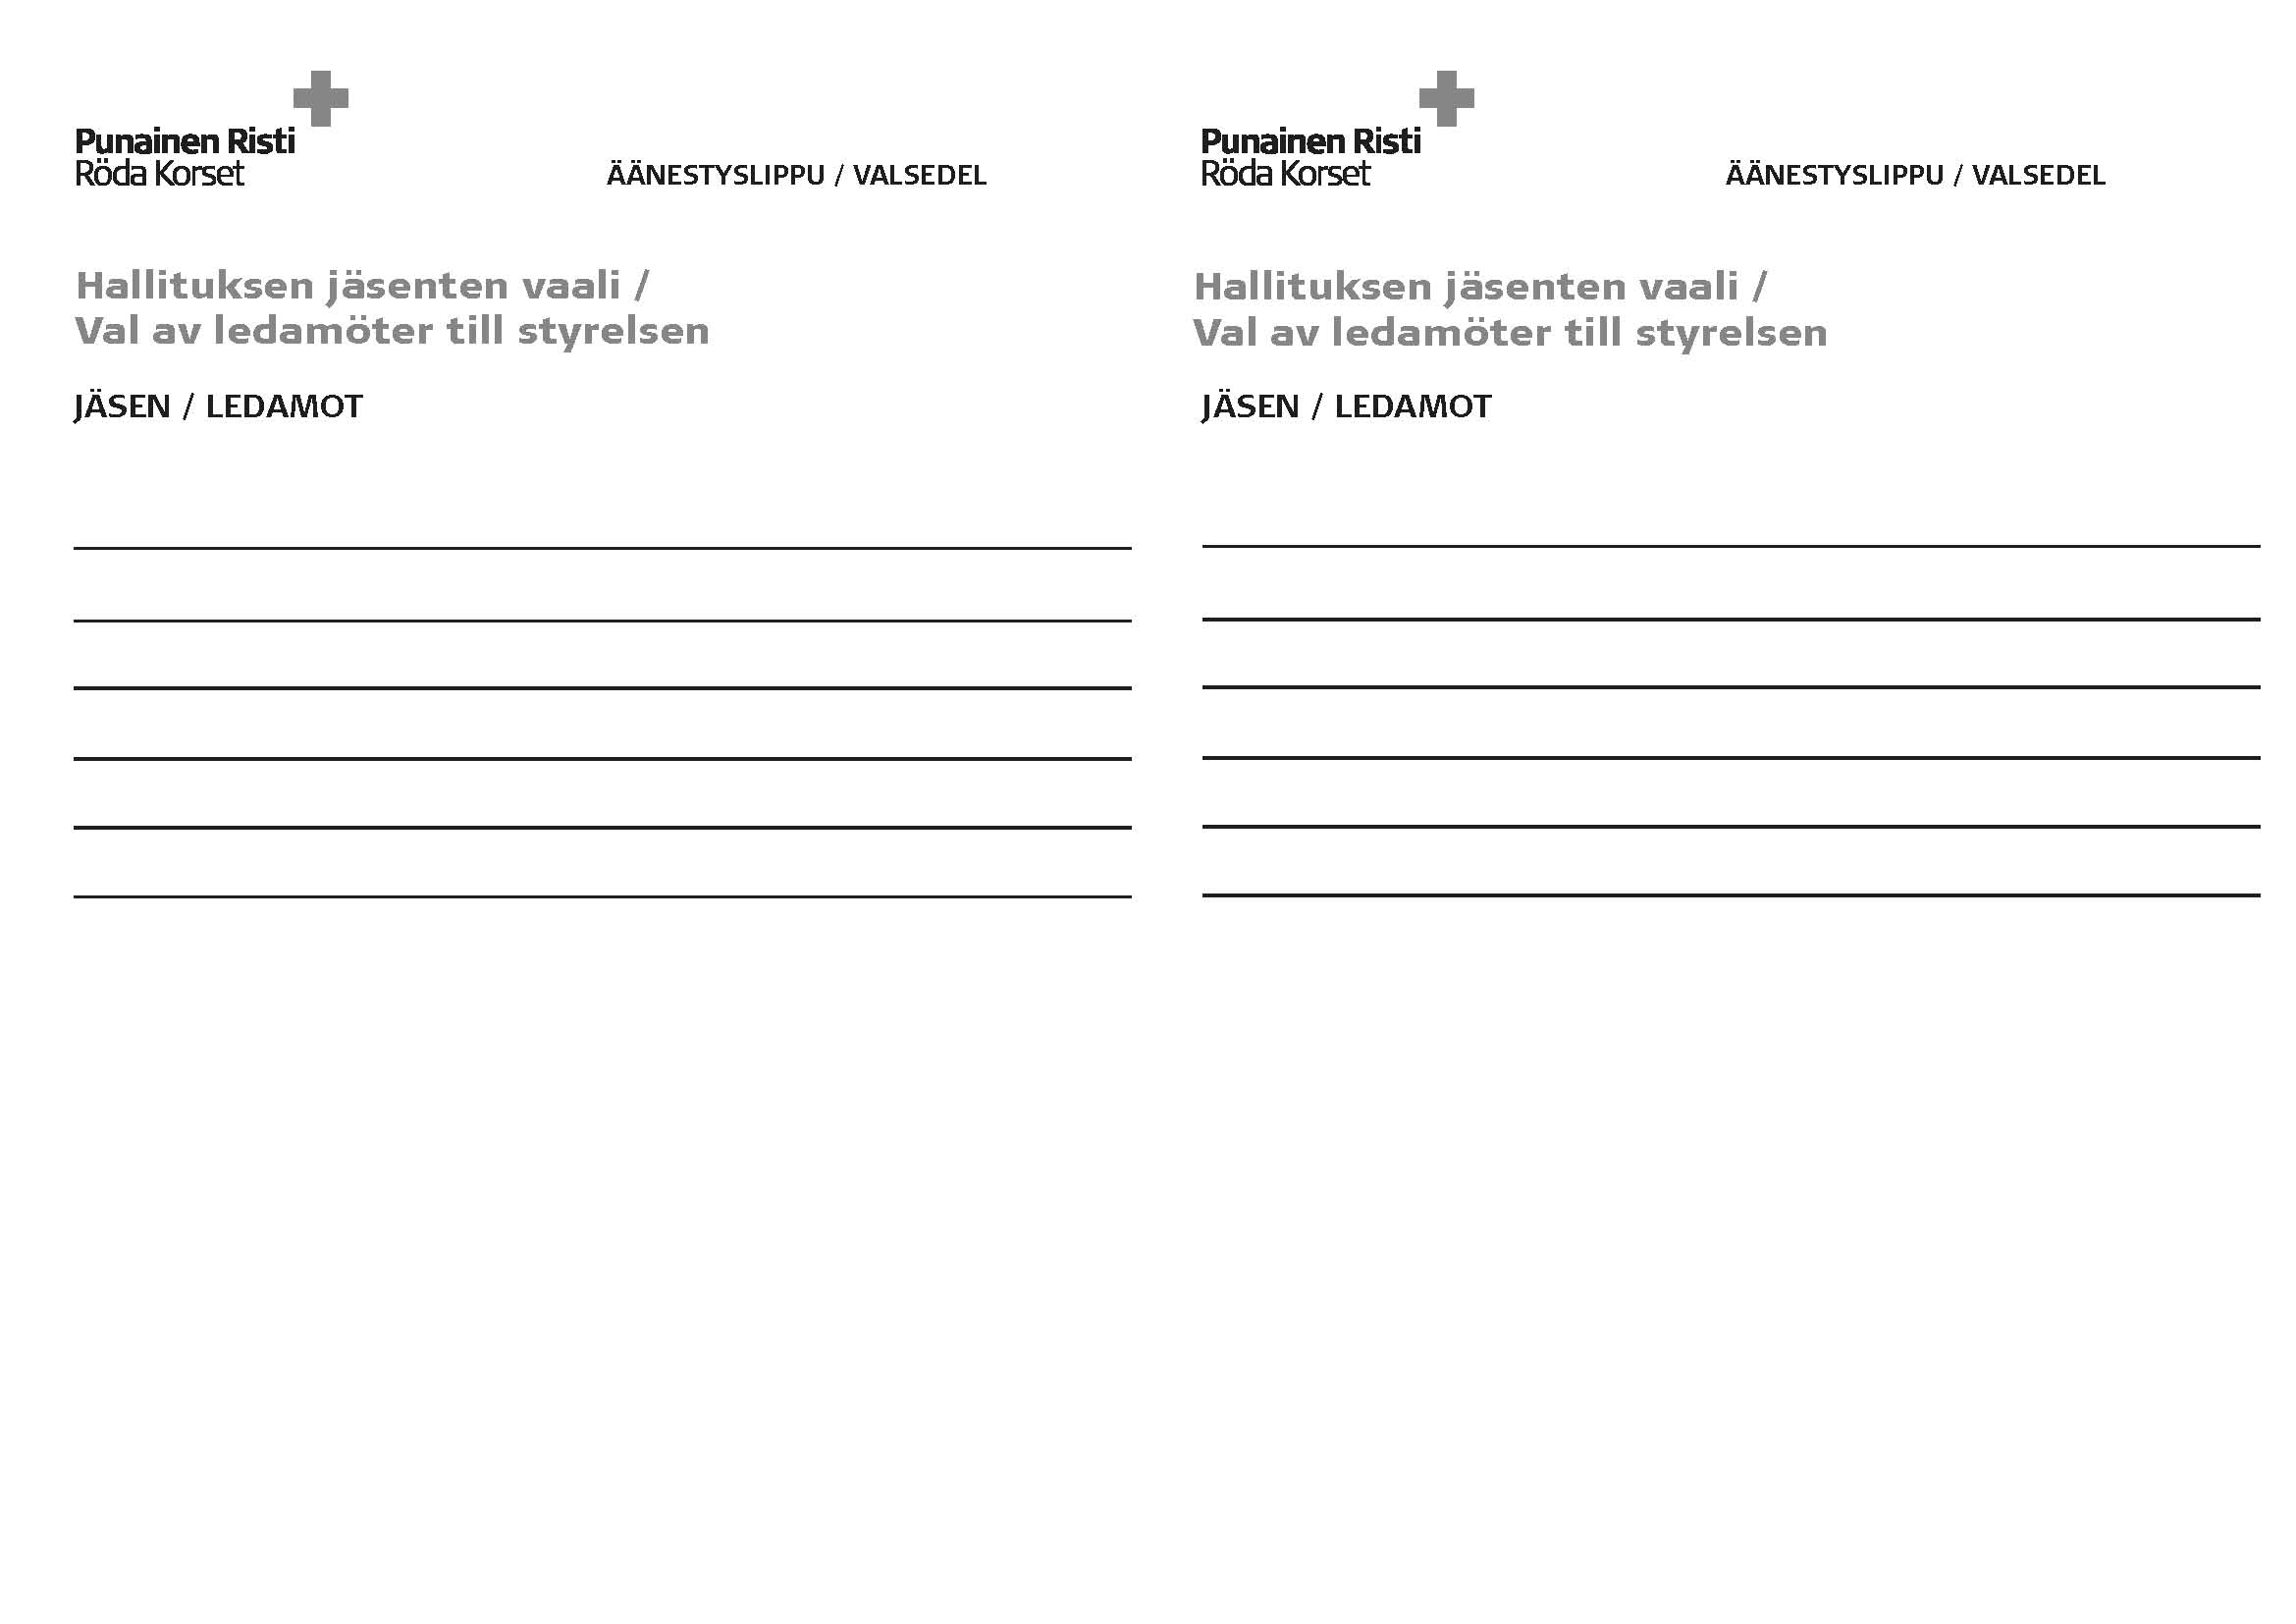 Punainen Risti
Röda Korset
ÄÄNESTYSLIPPU / VALSEDEL
Hallituksen jäsenten vaali /
Val av ledamöter till styrelsen
JÄSEN / LEDAMOT
Punainen Risti
Röda Korset
ÄÄNESTYSLIPPU / VALSEDEL
Hallituksen jäsenten vaali /
Val av ledamöter till styrelsen
JÄSEN / LEDAMOT